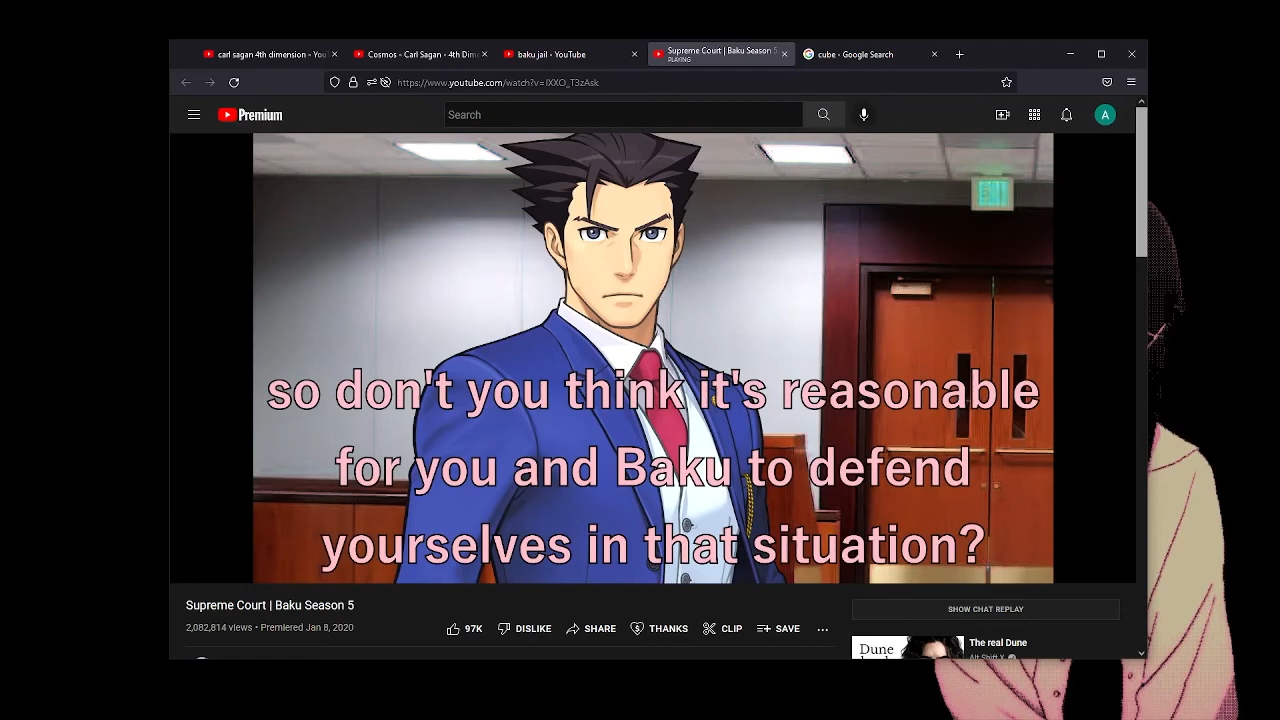 carl sagan 4th dimension - You
Cosmos - Carl Sagan - 4th Dim
baku jail - YouTube
Supreme Court | Baku Season 5
PLAYING
cube - Google Search
https://www.youtube.com/watch?v=IXXO_T3zAsk
Premium
Search
A
so don't you think it's reasonable
for you and Baku to defend
yourselves in that situation?
Supreme Court | Baku Season 5
2,082,814 views • Premiered Jan 8, 2020
97K
DISLIKE
SHARE
THANKS
CLIP
SAVE
SHOW CHAT REPLAY
Dune
The real Dune
Alt Shift X